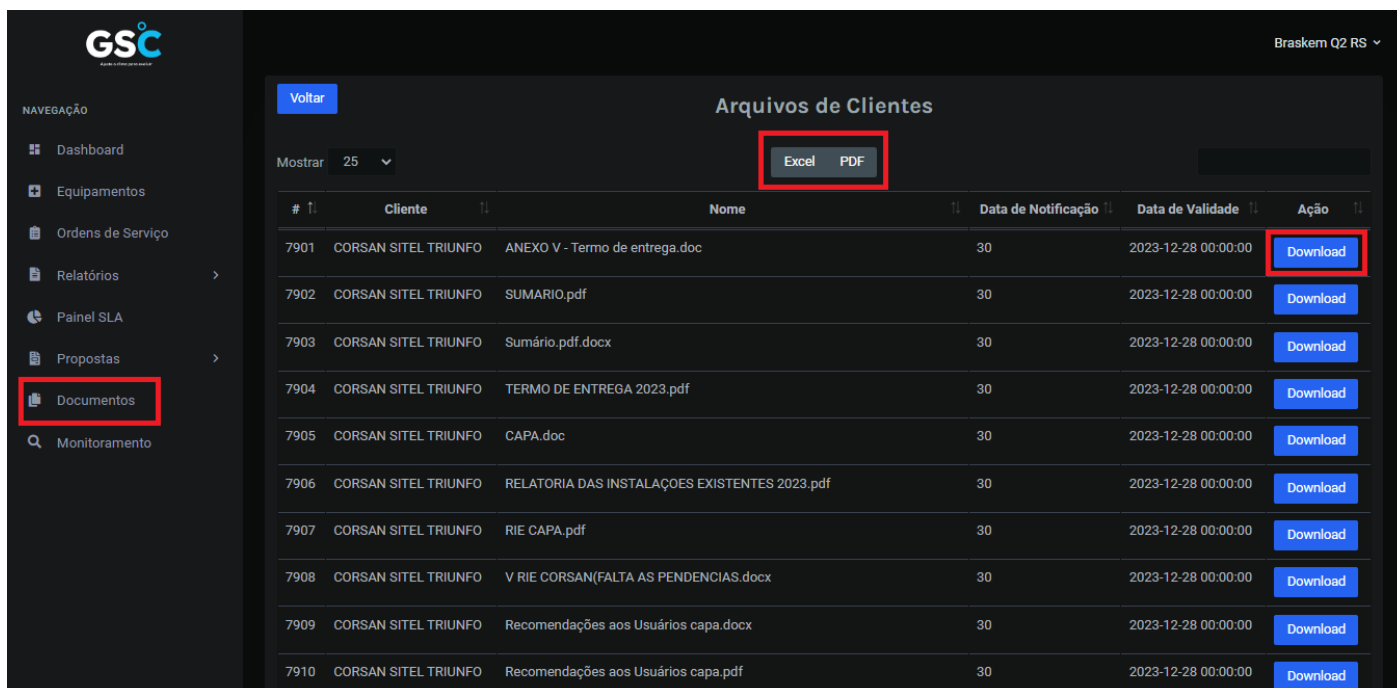 GSC
Braskem Q2 RS
NAVEGAÇÃO
Dashboard
Equipamentos
Ordens de Serviço
Relatórios
Painel SLA
Propostas
Documentos
Monitoramento
Voltar
Arquivos de Clientes
Mostrar 25
Excel PDF
# Cliente Nome Data de Notificação Data de Validade Ação
7901 CORSAN SITEL TRIUNFO ANEXO V - Termo de entrega.doc 30 2023-12-28 00:00:00 Download
7902 CORSAN SITEL TRIUNFO SUMARIO.pdf 30 2023-12-28 00:00:00 Download
7903 CORSAN SITEL TRIUNFO Sumário.pdf.docx 30 2023-12-28 00:00:00 Download
7904 CORSAN SITEL TRIUNFO TERMO DE ENTREGA 2023.pdf 30 2023-12-28 00:00:00 Download
7905 CORSAN SITEL TRIUNFO CAPA.doc 30 2023-12-28 00:00:00 Download
7906 CORSAN SITEL TRIUNFO RELATORIA DAS INSTALAÇOES EXISTENTES 2023.pdf 30 2023-12-28 00:00:00 Download
7907 CORSAN SITEL TRIUNFO RIE CAPA.pdf 30 2023-12-28 00:00:00 Download
7908 CORSAN SITEL TRIUNFO V RIE CORSAN(FALTA AS PENDENCIAS.docx 30 2023-12-28 00:00:00 Download
7909 CORSAN SITEL TRIUNFO Recomendações aos Usuários capa.docx 30 2023-12-28 00:00:00 Download
7910 CORSAN SITEL TRIUNFO Recomendações aos Usuários capa.pdf 30 2023-12-28 00:00:00 Download